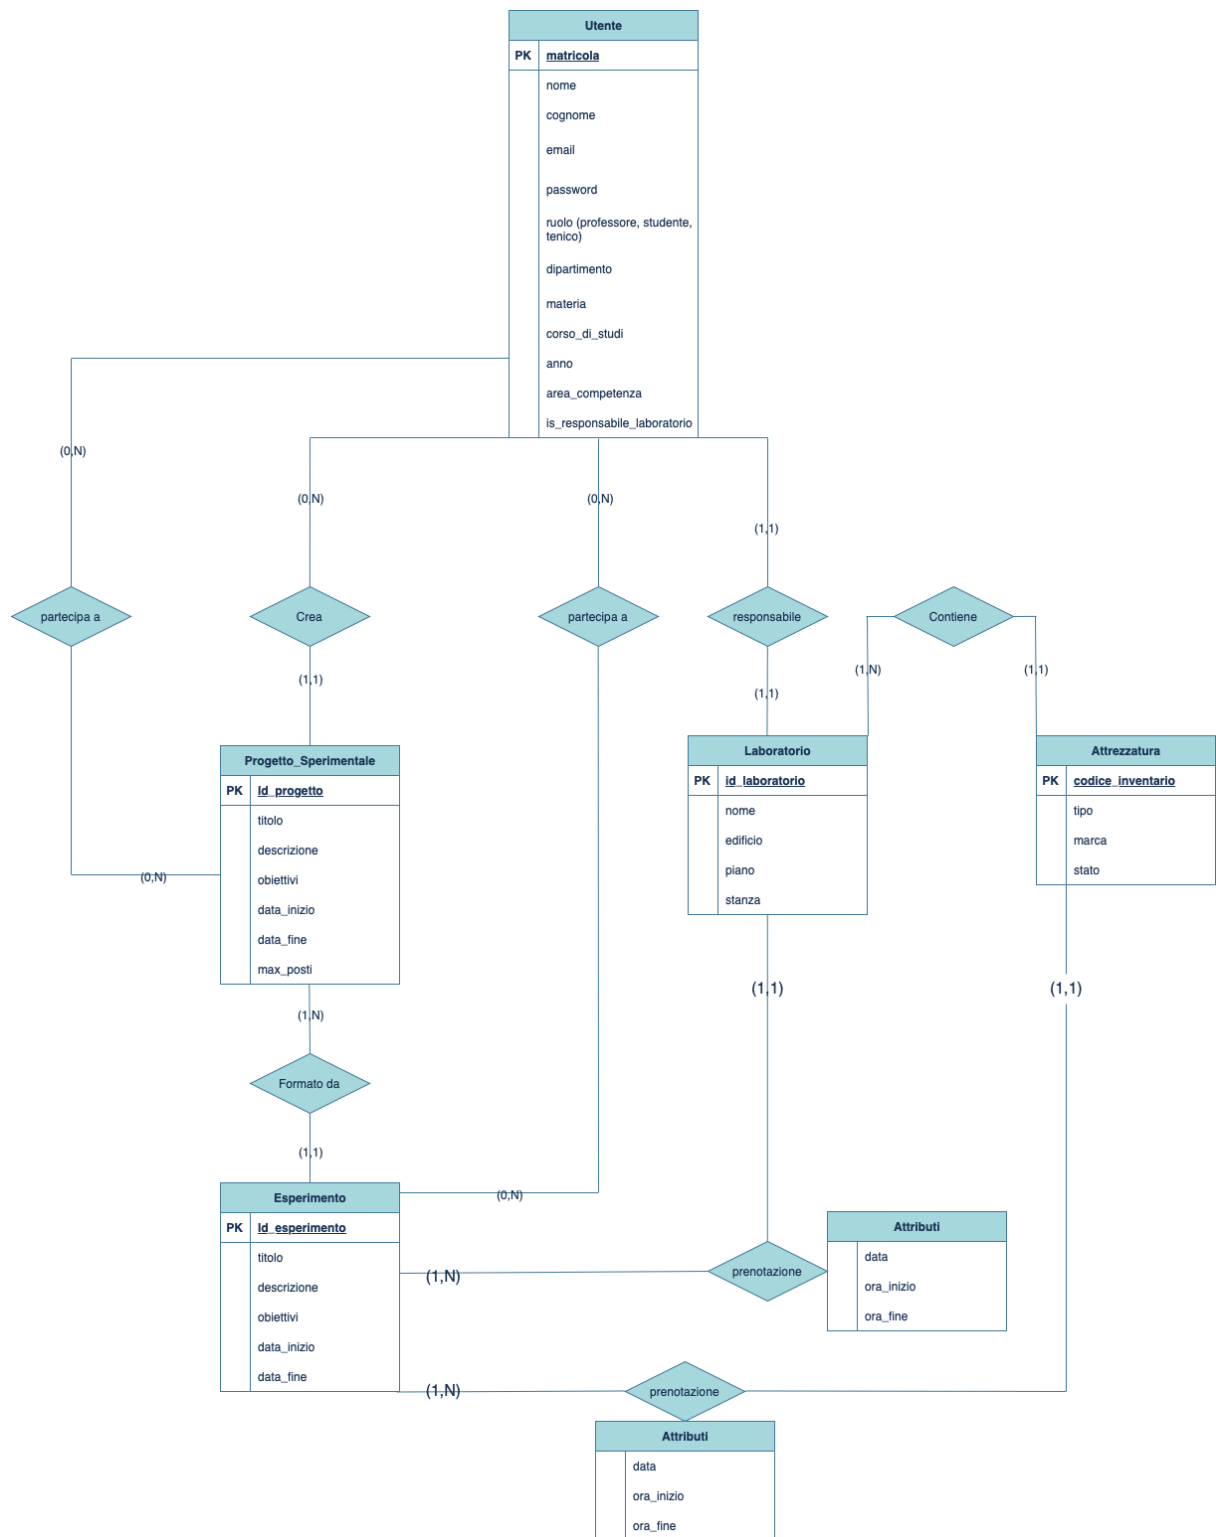 Utente
PK matricola
nome
cognome
email
password
ruolo (professore, studente,
tenico)
dipartimento
materia
corso_di_studi
anno
area_competenza
is_responsabile_laboratorio
(0,N)
(0,N)
(0,N)
(1,1)
partecipa a
Crea
partecipa a
responsabile
Contiene
(1,1)
(1,1)
(1,N)
(1,1)
Progetto_Sperimentale
PK Id_progetto
titolo
descrizione
obiettivi
data_inizio
data_fine
max_posti
(0,N)
Laboratorio
PK id_laboratorio
nome
edificio
piano
stanza
Attrezzatura
PK codice_inventario
tipo
marca
stato
(1,N)
(1,1)
(1,1)
Formato da
(1,1)
Esperimento
PK Id_esperimento
titolo
descrizione
obiettivi
data_inizio
data_fine
(0,N)
(1,N)
prenotazione
Attributi
data
ora_inizio
ora_fine
(1,N)
prenotazione
Attributi
data
ora_inizio
ora_fine